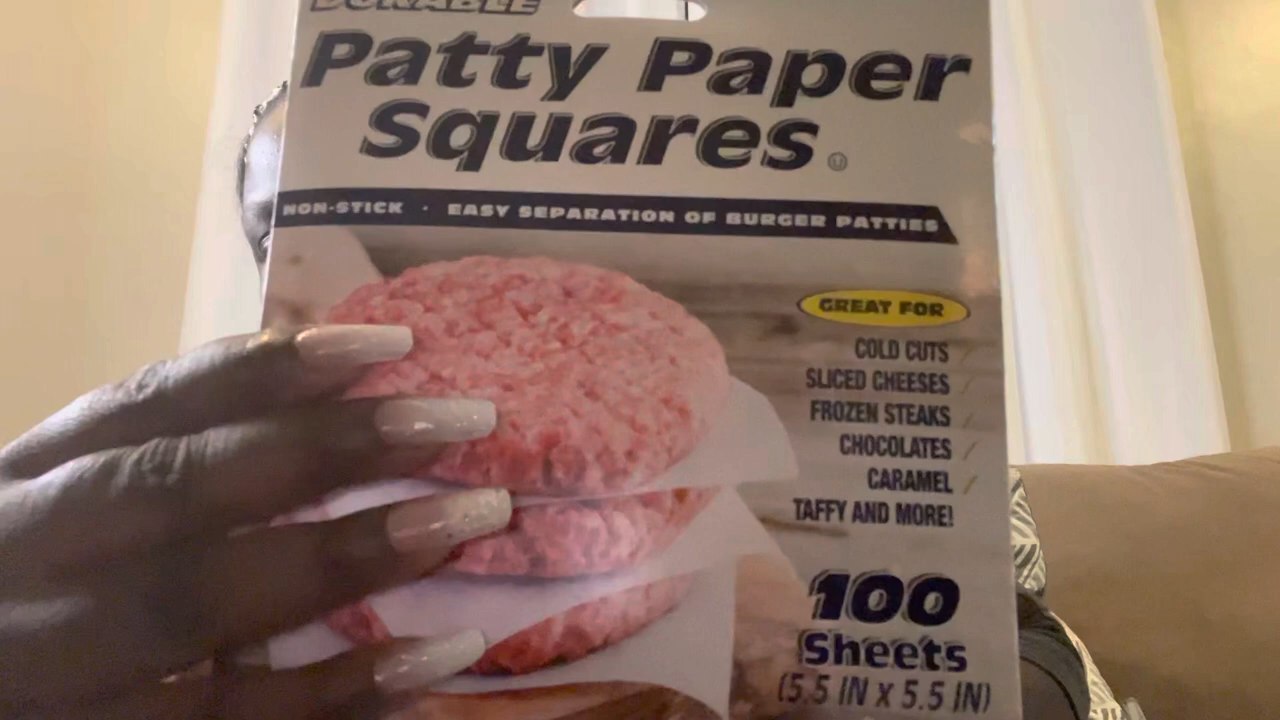 DURABLE
Patty Paper
Squares
NON-STICK · EASY SEPARATION OF BURGER PATTIES
GREAT FOR
COLD CUTS
SLICED CHEESES
FROZEN STEAKS
CHOCOLATES
CARAMEL
TAFFY AND MORE!
100
Sheets
(5.5 IN X 5.5 IN)